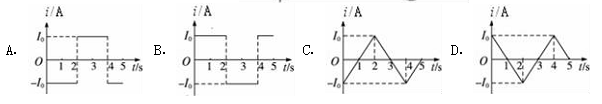 i/A i/A i/A i/A
A. I₀ B. I₀ C. I₀ D. I₀
O 1 2 3 4 5 t/s O 1 2 3 4 5 t/s O 1 2 3 4 5 t/s O 1 2 3 4 5 t/s
-I₀ -I₀ -I₀ -I₀